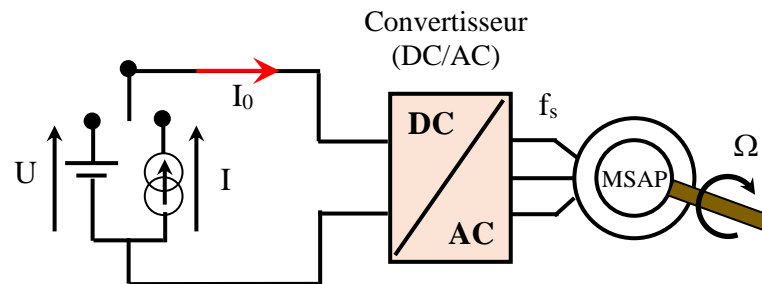 Convertisseur
(DC/AC)
I₀
DC
fₛ
U
I
MSAP
Ω
AC